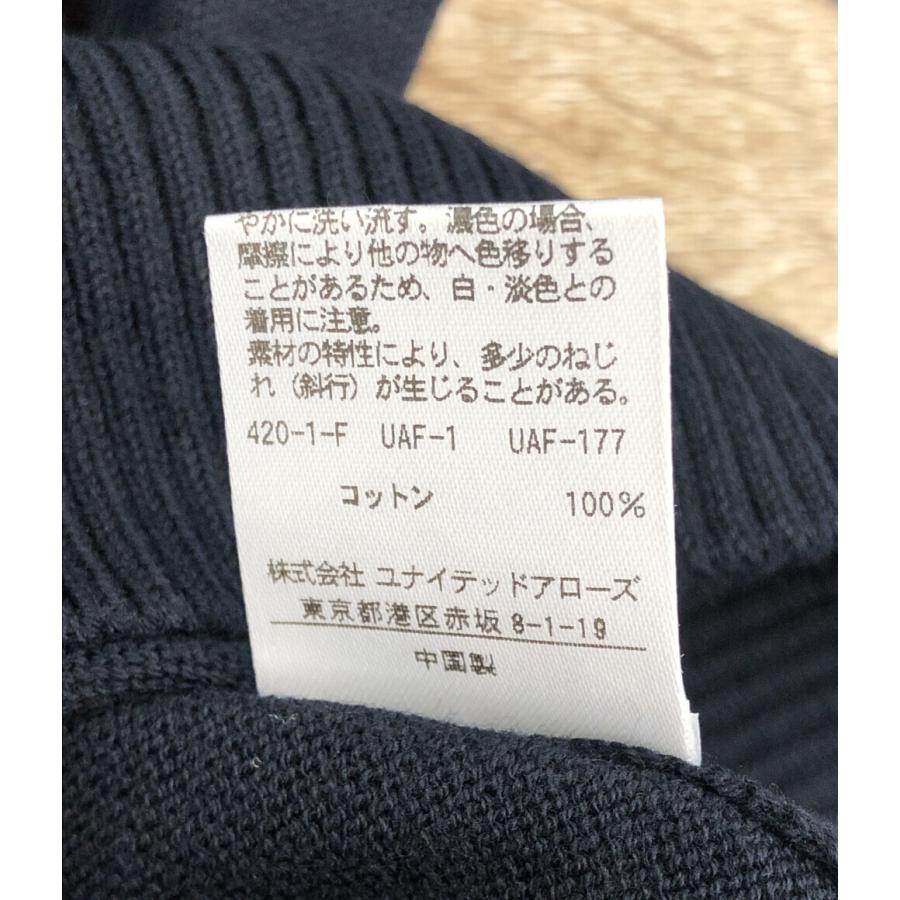 やかに洗い流す。濃色の場合、
摩擦により他の物へ色移りする
ことがあるため、白・淡色との
着用に注意。
素材の特性により、多少のねじ
れ(斜行)が生じることがある。
420-1-F UAF-1 UAF-177
コットン 100%
株式会社 ユナイテッドアローズ
東京都港区赤坂 8-1-19
中国製